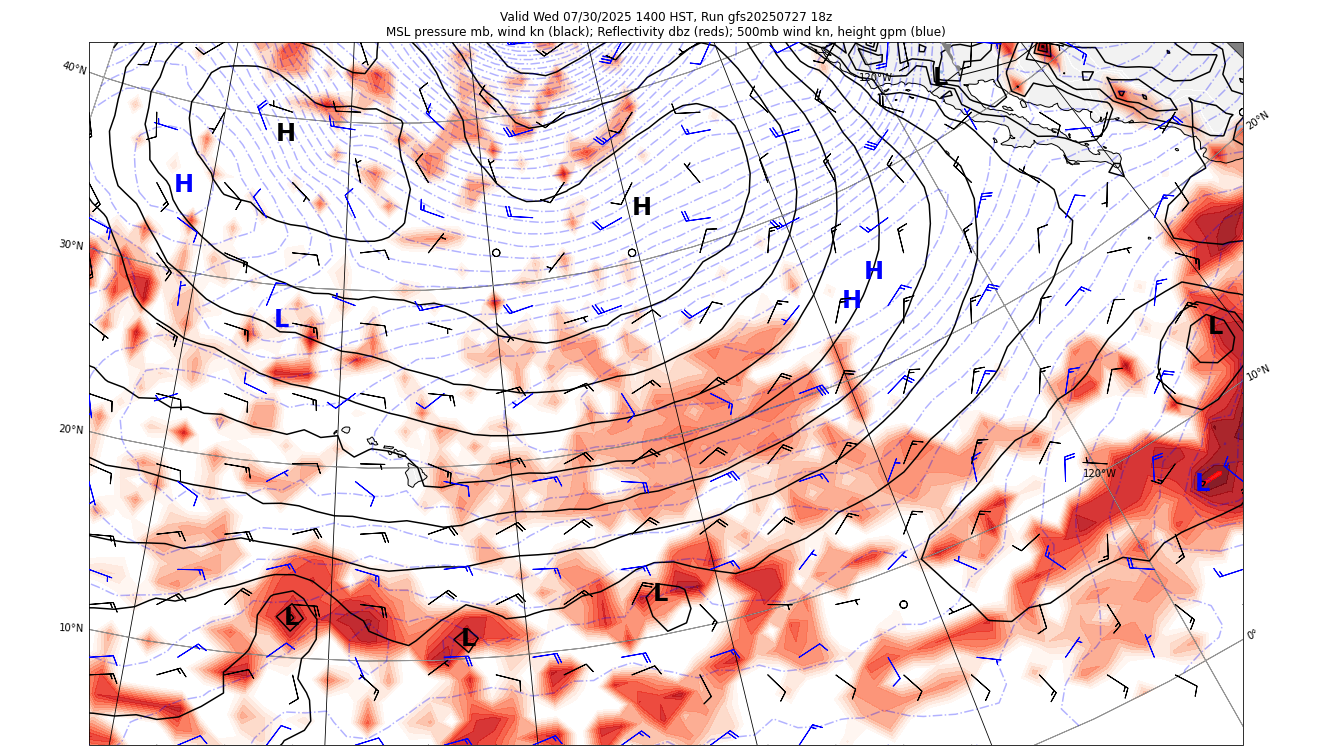 Valid Wed 07/30/2025 1400 HST, Run gfs20250727 18z
MSL pressure mb, wind kn (black); Reflectivity dbz (reds); 500mb wind kn, height gpm (blue)
40°N
120°W
L
20°N
H
H
H
30°N
H
H
L
L
10°N
20°N
120°W
L
L
L
L
10°N
0°